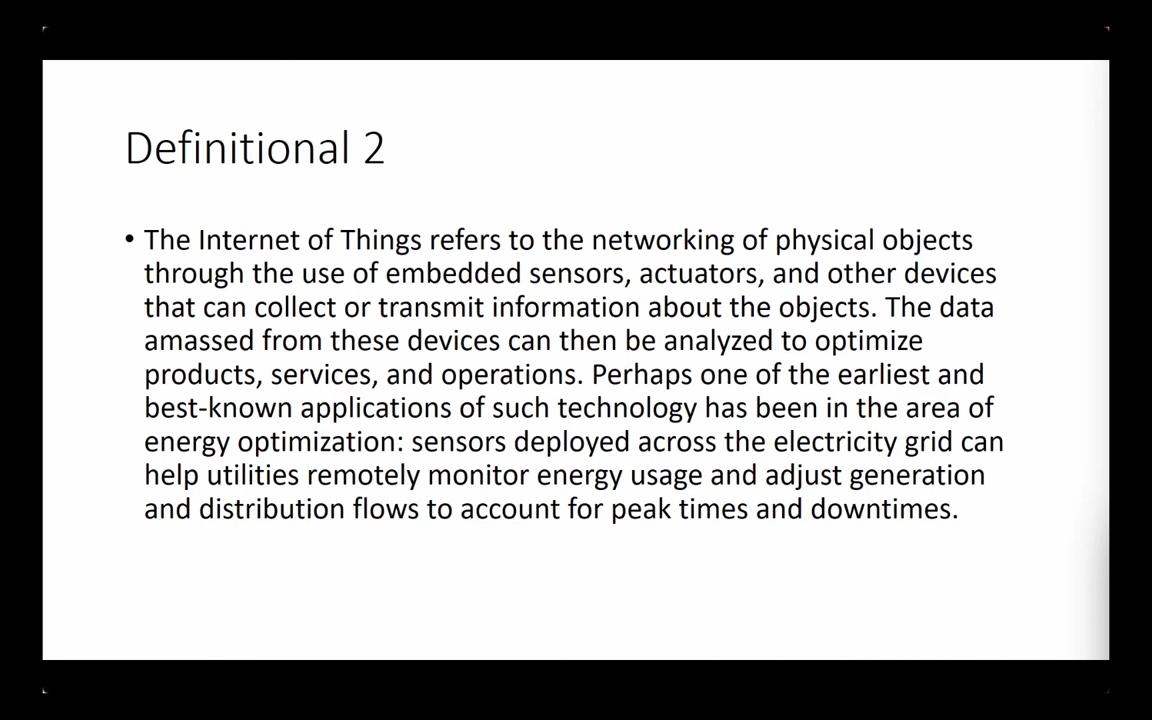 Definitional 2
• The Internet of Things refers to the networking of physical objects
through the use of embedded sensors, actuators, and other devices
that can collect or transmit information about the objects. The data
amassed from these devices can then be analyzed to optimize
products, services, and operations. Perhaps one of the earliest and
best-known applications of such technology has been in the area of
energy optimization: sensors deployed across the electricity grid can
help utilities remotely monitor energy usage and adjust generation
and distribution flows to account for peak times and downtimes.